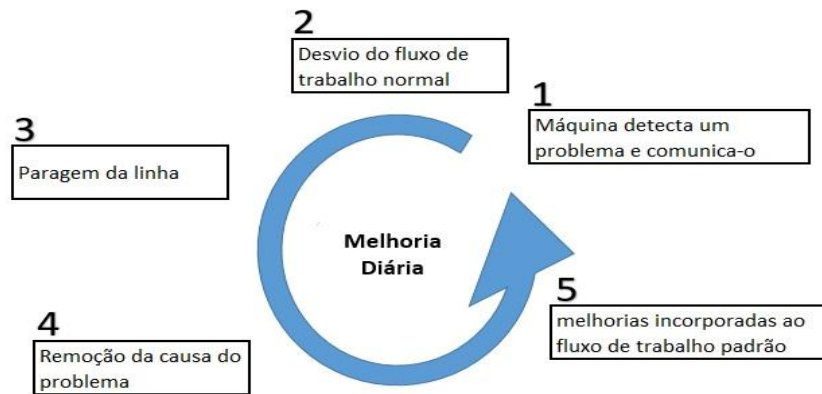 1
Máquina detecta um
problema e comunica-o
2
Desvio do fluxo de
trabalho normal
3
Paragem da linha
4
Remoção da causa do
problema
5
melhorias incorporadas ao
fluxo de trabalho padrão
Melhoria
Diária